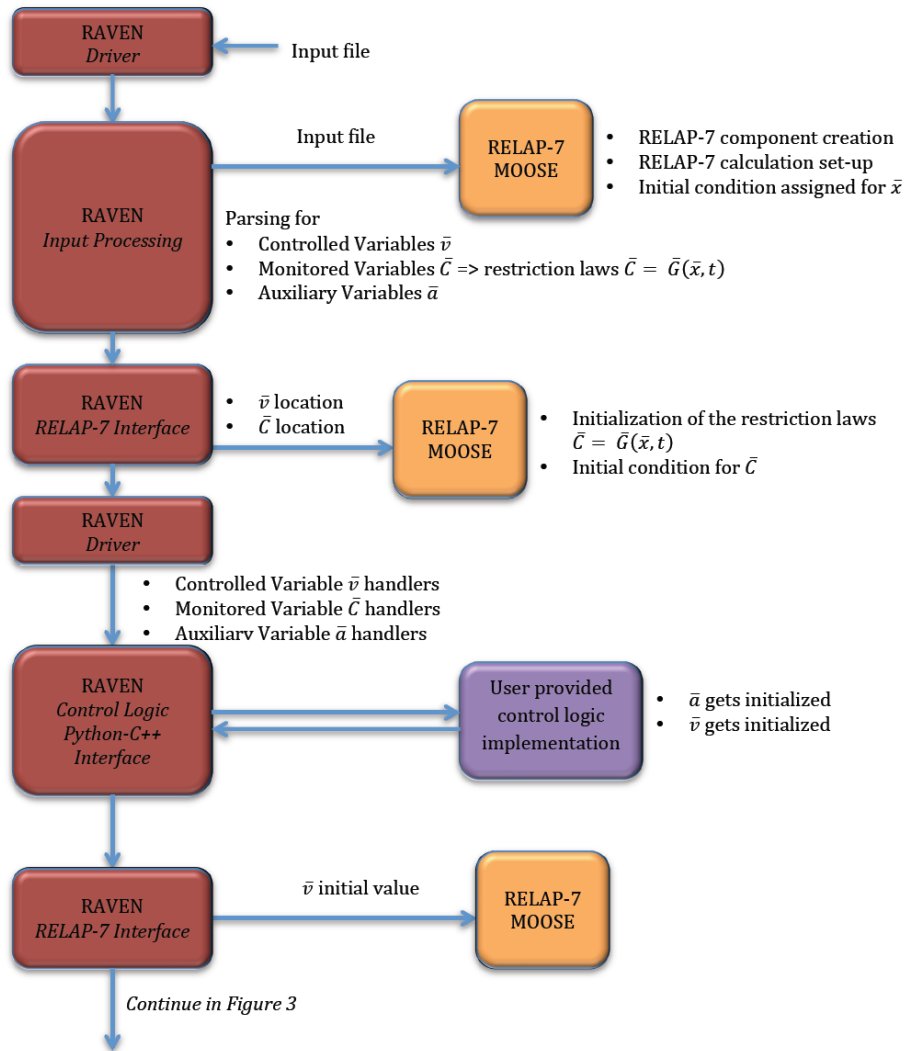 RAVEN
Driver
Input file
Input file
RAVEN
Input Processing
RELAP-7
MOOSE
• RELAP-7 component creation
• RELAP-7 calculation set-up
• Initial condition assigned for x̄
Parsing for
• Controlled Variables v̄
• Monitored Variables C̄ => restriction laws C̄ = Ḡ(x̄, t)
• Auxiliary Variables ā
RAVEN
RELAP-7 Interface
• v̄ location
• C̄ location
RELAP-7
MOOSE
• Initialization of the restriction laws
C̄ = Ḡ(x̄, t)
• Initial condition for C̄
RAVEN
Driver
• Controlled Variable v̄ handlers
• Monitored Variable C̄ handlers
• Auxiliary Variable ā handlers
RAVEN
Control Logic
Python-C++
Interface
User provided
control logic
implementation
• ā gets initialized
• v̄ gets initialized
RAVEN
RELAP-7 Interface
v̄ initial value
RELAP-7
MOOSE
Continue in Figure 3